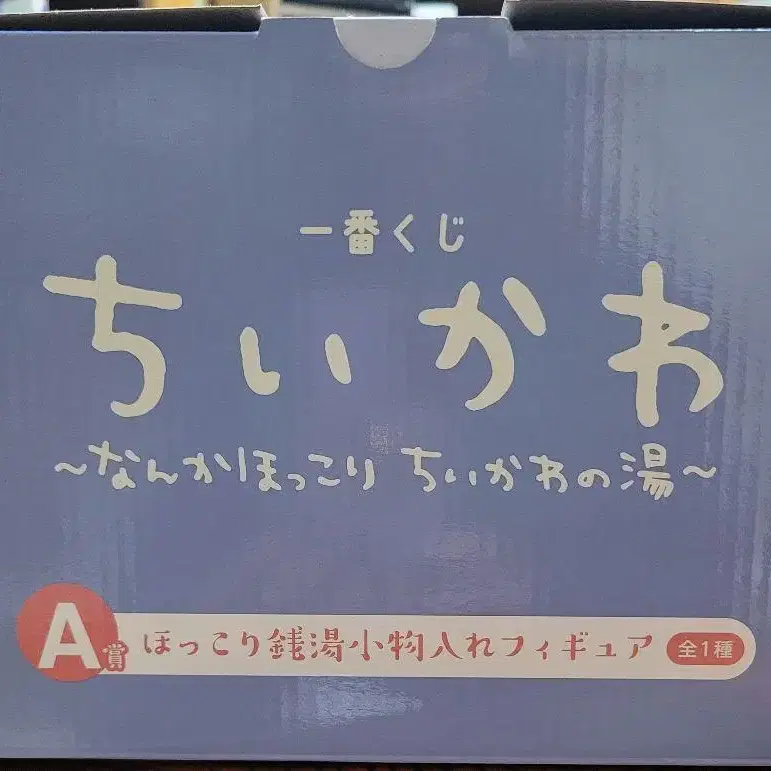 一番くじ
ちいかわ
~なんかほっこり ちいかわの湯~
A賞 ほっこり銭湯小物入れフィギュア 全1種